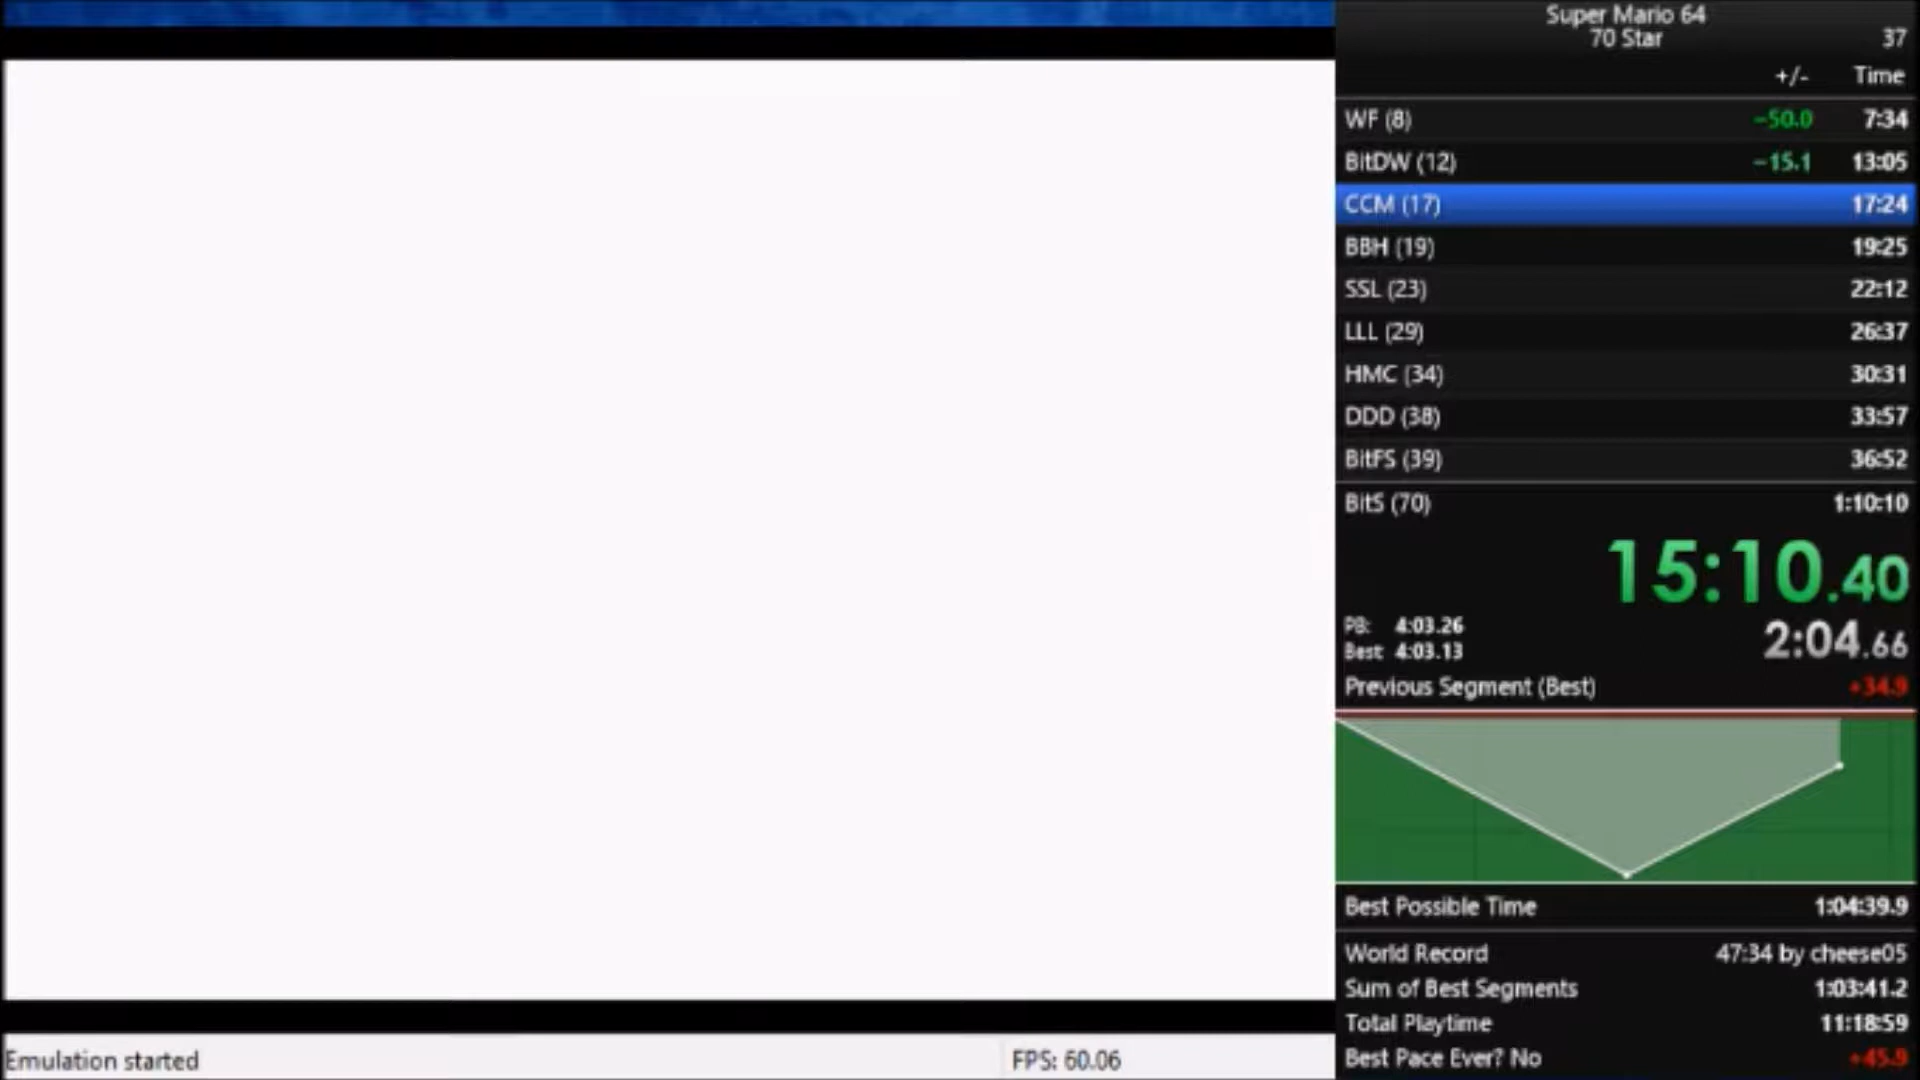 Super Mario 64
70 Star 37
+/- Time
WF (8) -50.0 7:34
BitDW (12) -15.1 13:05
CCM (17) 17:24
BBH (19) 19:25
SSL (23) 22:12
LLL (29) 26:37
HMC (34) 30:31
DDD (38) 33:57
BitFS (39) 36:52
BitS (70) 1:10:10
15:10.40
PB: 4:03.26
Best: 4:03.13
2:04.66
Previous Segment (Best) +34.9
Best Possible Time 1:04:39.9
World Record 47:34 by cheese05
Sum of Best Segments 1:03:41.2
Total Playtime 11:18:59
Best Pace Ever? No +45.9
Emulation started FPS: 60.06